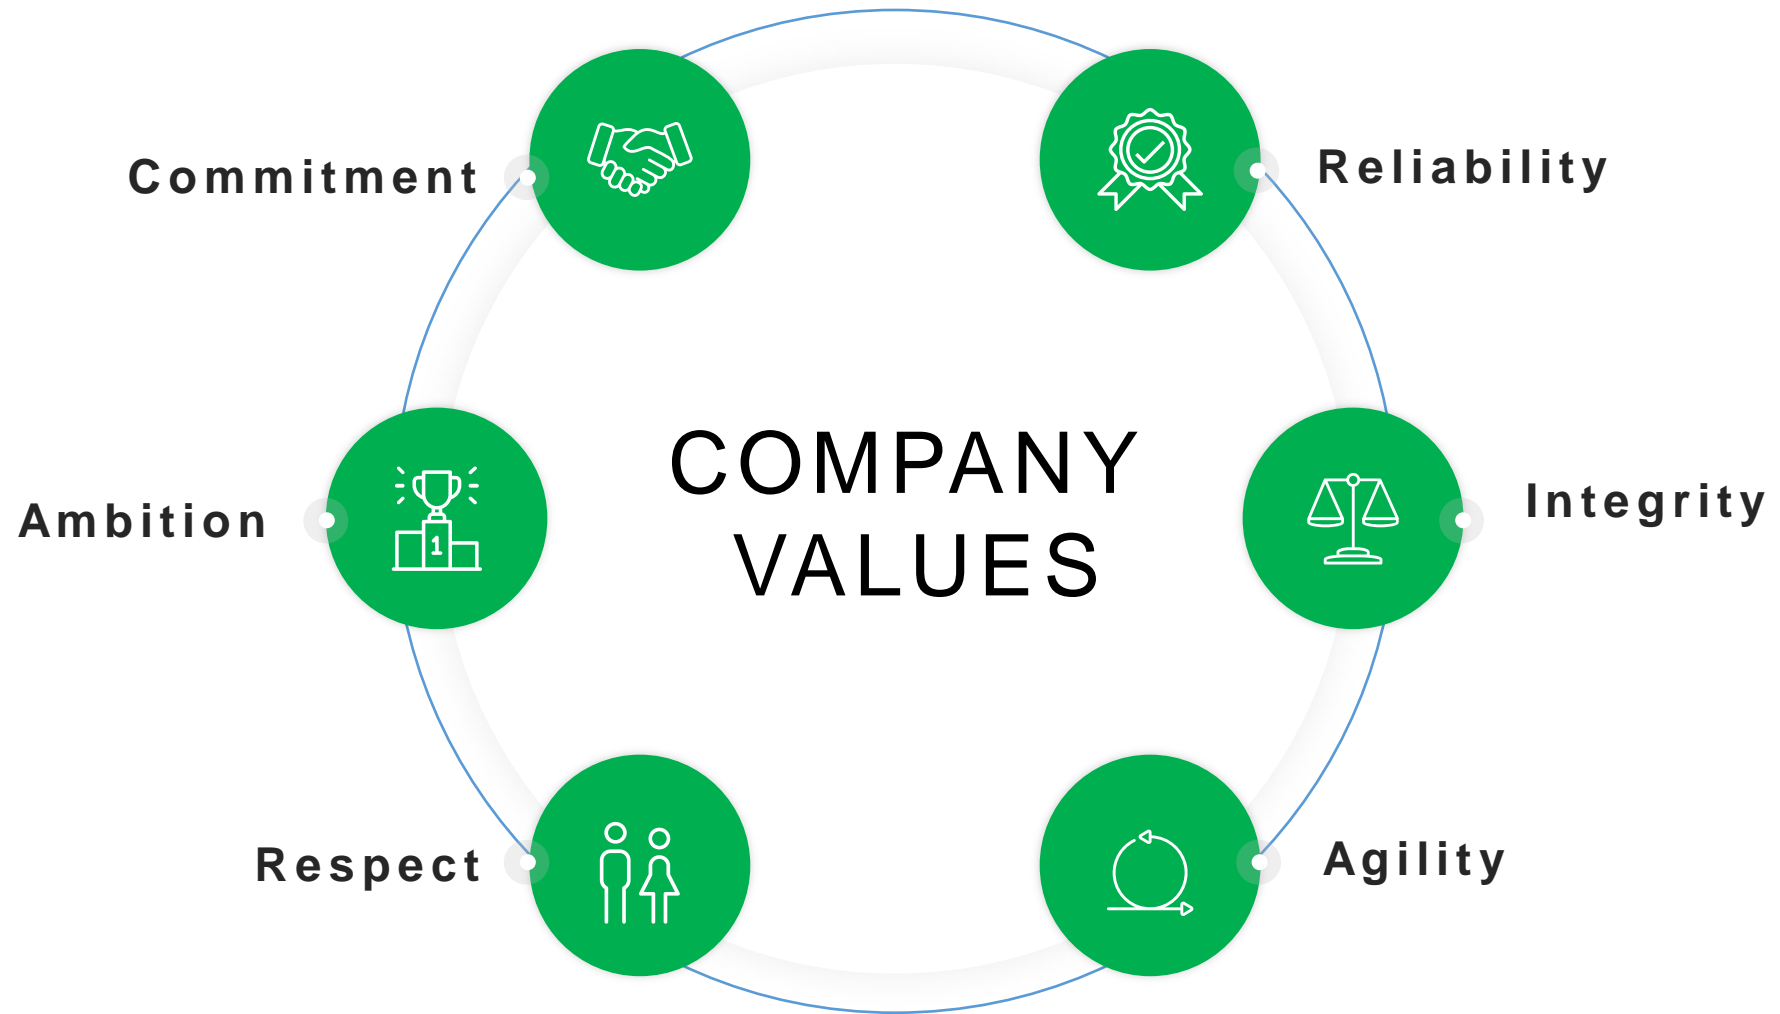 Commitment
Reliability
COMPANY
VALUES
Ambition
1
Integrity
Respect
Agility